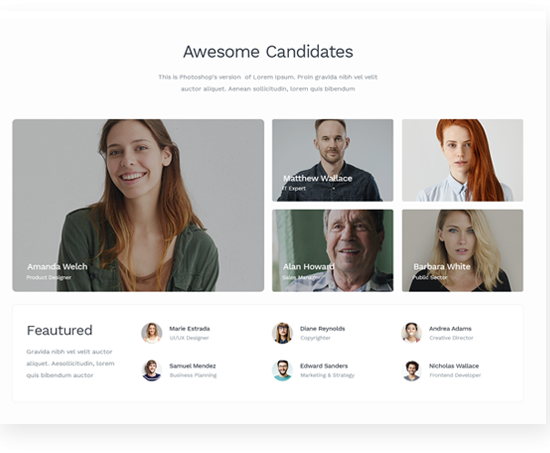 Awesome Candidates
This is Photoshop's version of Lorem Ipsum. Proin gravida nibh vel velit
auctor aliquet. Aenean sollicitudin, lorem quis bibendum
Matthew Wallace
IT Expert
Amanda Welch
Product Designer
Alan Howard
Sales Manager
Barbara White
Public Sector
Feautured
Gravida nibh vel velit auctor
aliquet. Aesollicitudin, lorem
quis bibendum auctor
Marie Estrada
UI/UX Designer
Diane Reynolds
Copyrighter
Andrea Adams
Creative Director
Samuel Mendez
Business Planning
Edward Sanders
Marketing & Strategy
Nicholas Wallace
Frontend Developer